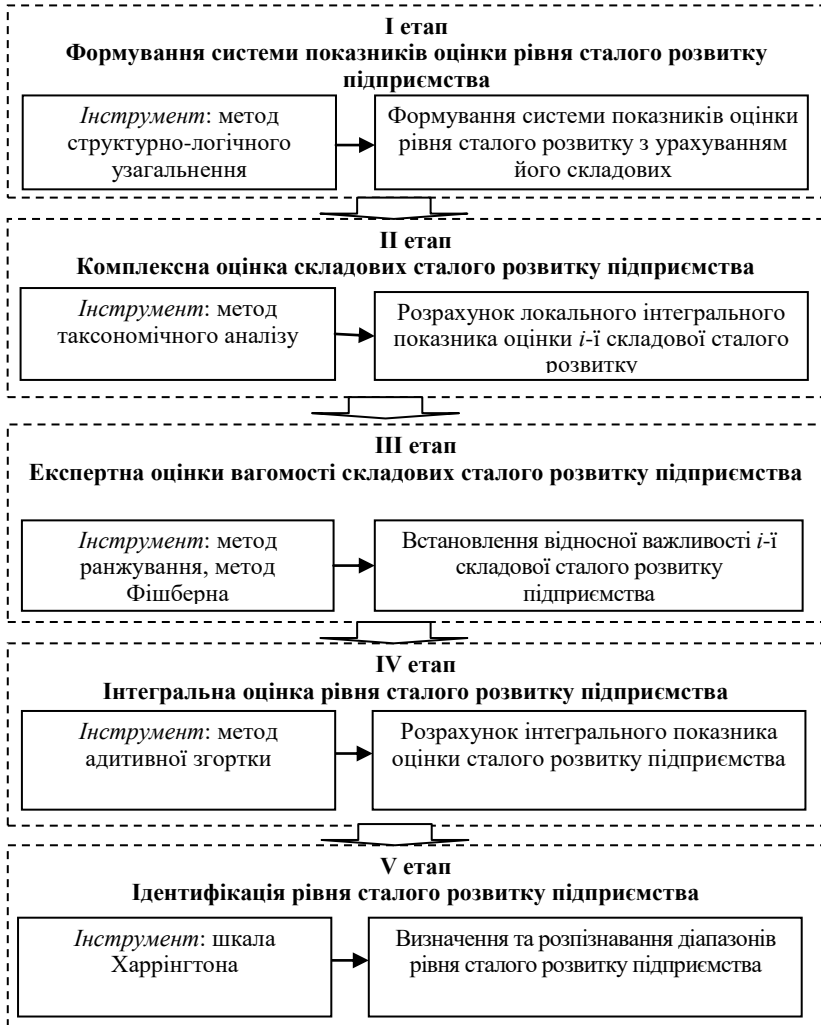 І етап
Формування системи показників оцінки рівня сталого розвитку
підприємства
Інструмент: метод
структурно-логічного
узагальнення
Формування системи показників оцінки
рівня сталого розвитку з урахуванням
його складових
ІІ етап
Комплексна оцінка складових сталого розвитку підприємства
Інструмент: метод
таксономічного аналізу
Розрахунок локального інтегрального
показника оцінки і-ї складової сталого
розвитку
ІІІ етап
Експертна оцінки вагомості складових сталого розвитку підприємства
Інструмент: метод
ранжування, метод
Фішберна
Встановлення відносної важливості і-ї
складової сталого розвитку
підприємства
IV етап
Інтегральна оцінка рівня сталого розвитку підприємства
Інструмент: метод
адитивної згортки
Розрахунок інтегрального показника
оцінки сталого розвитку підприємства
V етап
Ідентифікація рівня сталого розвитку підприємства
Інструмент: шкала
Харрінгтона
Визначення та розпізнавання діапазонів
рівня сталого розвитку підприємства